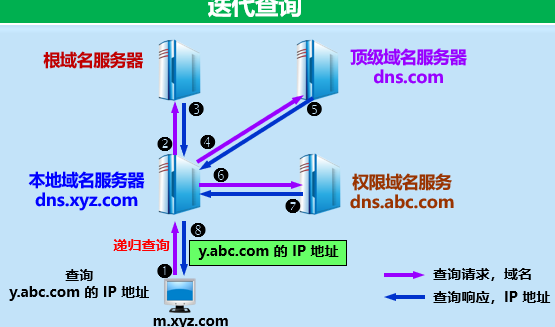 迭代查询
根域名服务器
顶级域名服务器
dns.com
❸
❺
❹
❷
本地域名服务器
dns.xyz.com
❻
权限域名服务
dns.abc.com
❼
❽
递归查询
y.abc.com 的 IP 地址
❶
查询
y.abc.com 的 IP 地址
查询请求，域名
查询响应，IP 地址
m.xyz.com